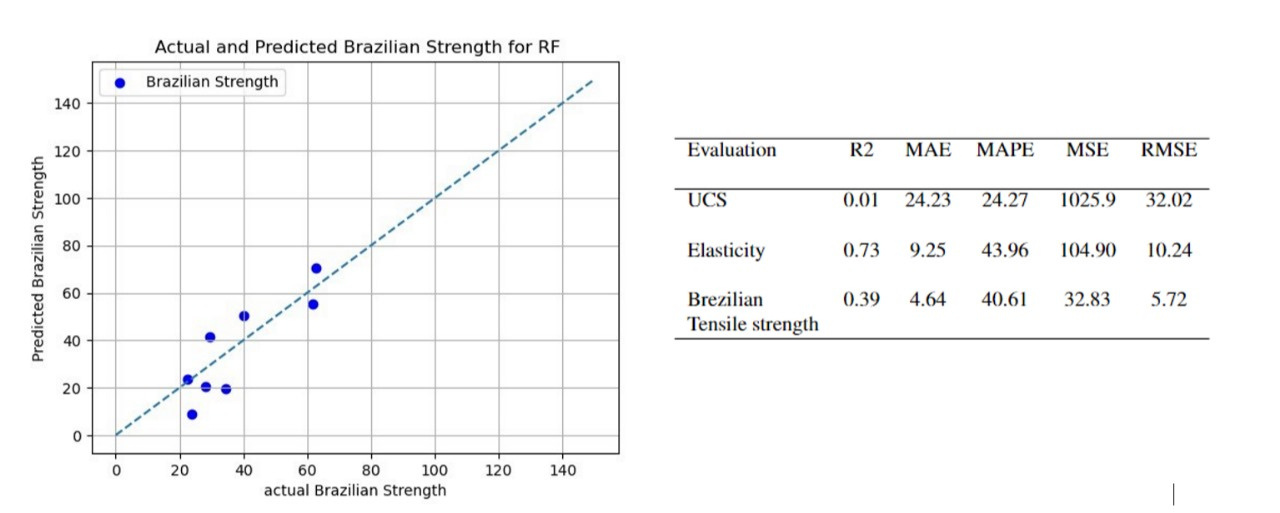 Actual and Predicted Brazilian Strength for RF
Brazilian Strength
140
120
100
80
60
40
20
0
Predicted Brazilian Strength
0 20 40 60 80 100 120 140
actual Brazilian Strength
Evaluation R2 MAE MAPE MSE RMSE
UCS 0.01 24.23 24.27 1025.9 32.02
Elasticity 0.73 9.25 43.96 104.90 10.24
Brezilian 0.39 4.64 40.61 32.83 5.72
Tensile strength